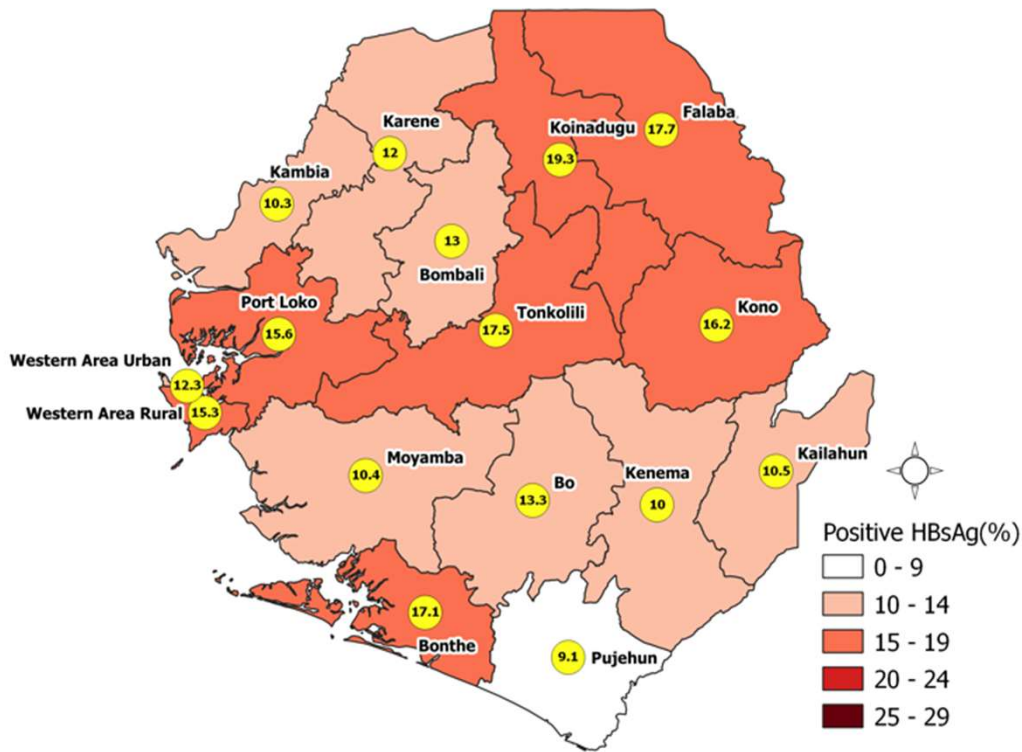 Karene
12
Kambia
10.3
Koinadugu
19.3
Falaba
17.7
13
Bombali
Port Loko
15.6
Tonkolili
17.5
Kono
16.2
Western Area Urban
12.3
Western Area Rural
15.3
Moyamba
10.4
Bo
13.3
Kenema
10
Kailahun
10.5
17.1
Bonthe
9.1
Pujehun
Positive HBsAg(%)
0 - 9
10 - 14
15 - 19
20 - 24
25 - 29